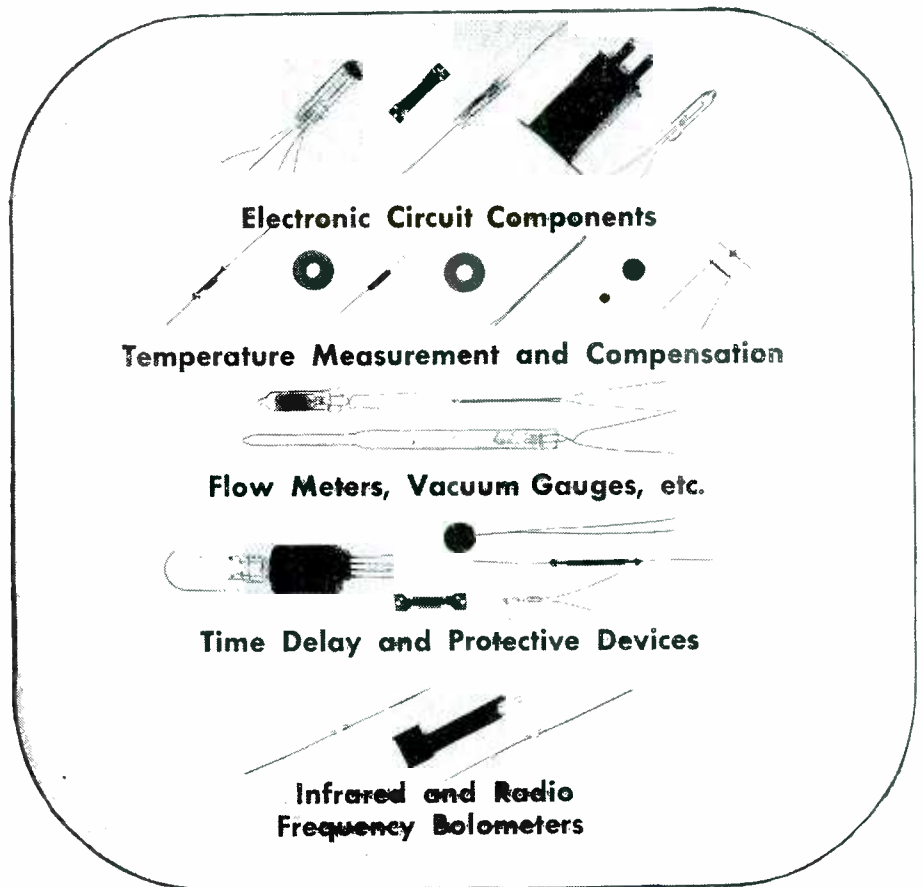 Electronic Circuit Components
Temperature Measurement and Compensation
Flow Meters, Vacuum Gauges, etc.
Time Delay and Protective Devices
Infrared and Radio
Frequency Bolometers